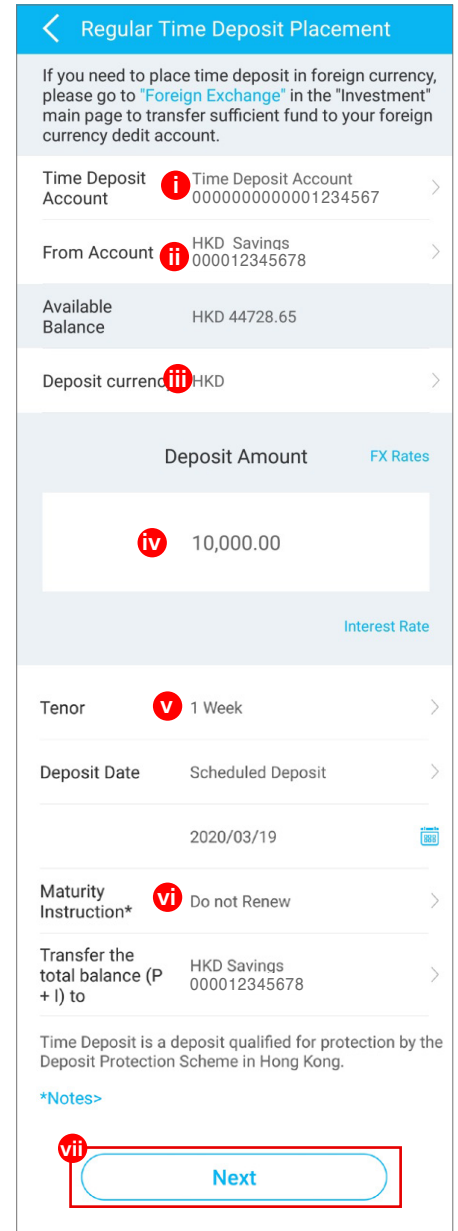 Regular Time Deposit Placement
If you need to place time deposit in foreign currency,
please go to "Foreign Exchange" in the "Investment"
main page to transfer sufficient fund to your foreign
currency dedit account.
Time Deposit
Account
i
Time Deposit Account
0000000000001234567
From Account
ii
HKD Savings
000012345678
Available
Balance
HKD 44728.65
Deposit currenc
iii
HKD
Deposit Amount
FX Rates
iv
10,000.00
Interest Rate
Tenor
v
1 Week
Deposit Date
Scheduled Deposit
2020/03/19
Maturity
Instruction*
vi
Do not Renew
Transfer the
total balance (P
+ I) to
HKD Savings
000012345678
Time Deposit is a deposit qualified for protection by the
Deposit Protection Scheme in Hong Kong.
*Notes>
vii
Next